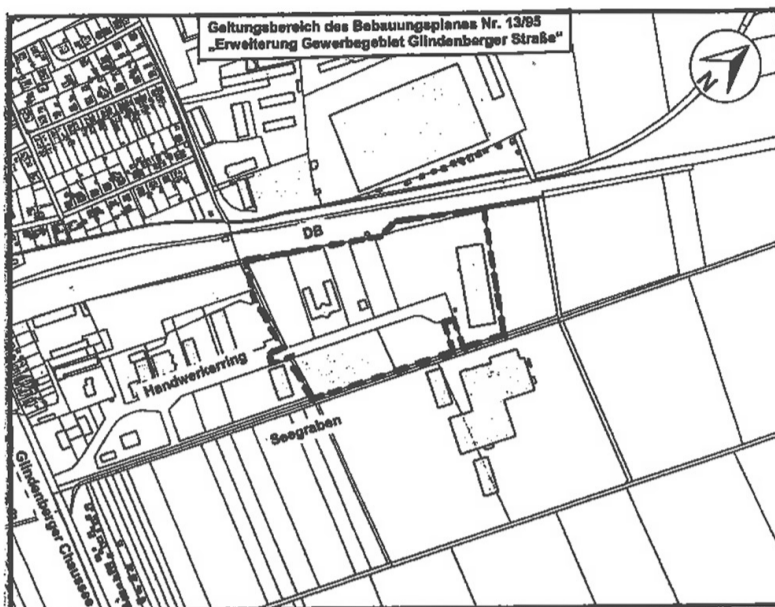 Geltungsbereich des Bebauungsplanes Nr. 13/95
„Erweiterung Gewerbegebiet Glindenberger Straße"
N
DB
Handwerkerring
Seegraben
Glindenberger Chaussee